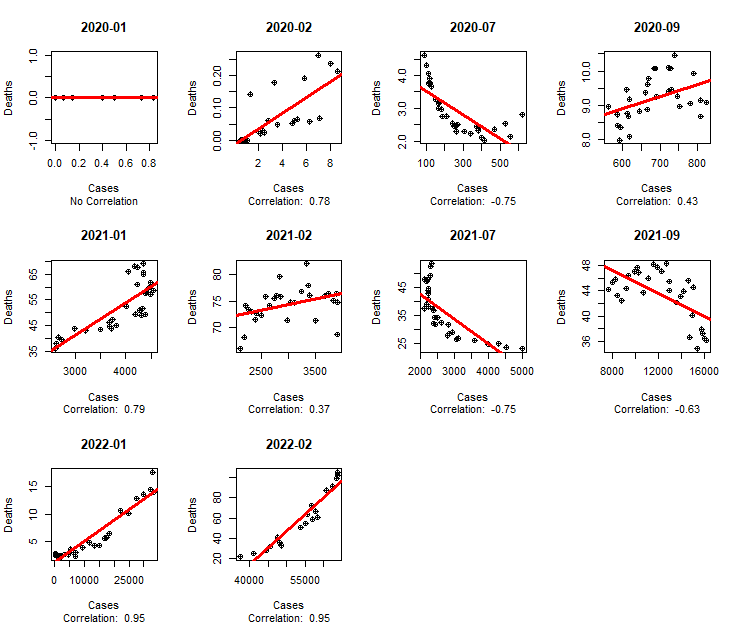 2020-01
2020-02
2020-07
2020-09
Deaths
-1.0 0.0 1.0
0.0 0.2 0.4 0.6 0.8
Cases
No Correlation
Deaths
0.00 0.10 0.20
2 4 6 8
Cases
Correlation: 0.78
Deaths
2.0 3.0 4.0
100 300 500
Cases
Correlation: -0.75
Deaths
8.0 9.0 10.0
600 700 800
Cases
Correlation: 0.43
2021-01
2021-02
2021-07
2021-09
Deaths
35 45 55 65
3000 4000
Cases
Correlation: 0.79
Deaths
70 75 80
2500 3500
Cases
Correlation: 0.37
Deaths
25 35 45
2000 3000 4000 5000
Cases
Correlation: -0.75
Deaths
36 40 44 48
8000 12000 16000
Cases
Correlation: -0.63
2022-01
2022-02
Deaths
5 10 15
0 10000 25000
Cases
Correlation: 0.95
Deaths
20 40 60 80
40000 55000
Cases
Correlation: 0.95